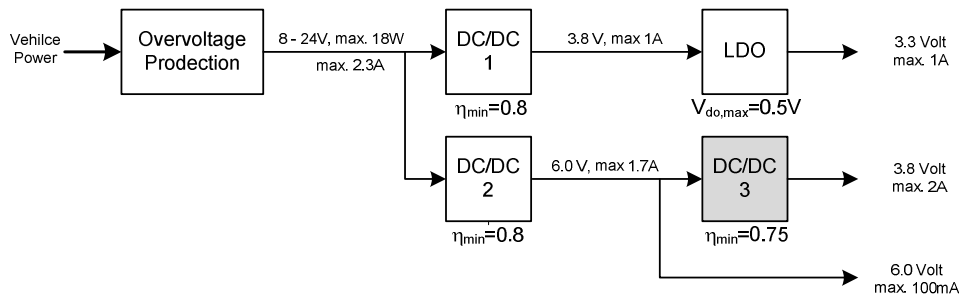 Vehilce
Power
Overvoltage
Prodection
8 - 24V, max. 18W
max. 2.3A
DC/DC
1
ηmin=0.8
3.8 V, max 1A
LDO
Vdo,max=0.5V
3.3 Volt
max. 1A
DC/DC
2
ηmin=0.8
6.0 V, max 1.7A
DC/DC
3
ηmin=0.75
3.8 Volt
max. 2A
6.0 Volt
max. 100mA